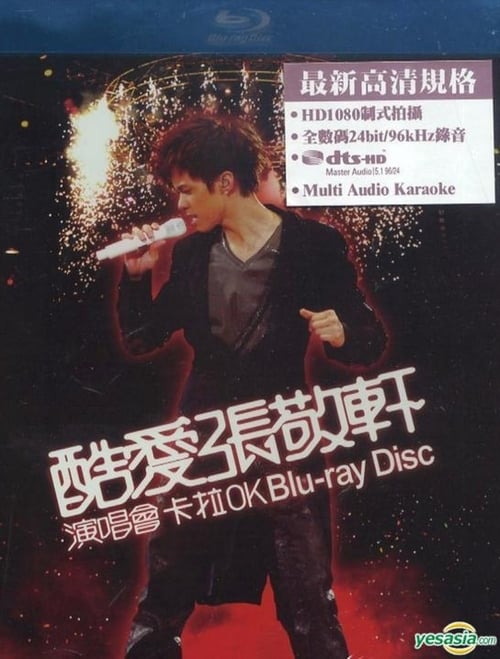 Blu-ray Disc
最新高清規格
• HD1080制式拍攝
• 全數碼24bit/96kHz錄音
• dts-HD
Master Audio | 5.1 96/24
• Multi Audio Karaoke
酷愛張敬軒
演唱會 卡拉OK Blu-ray Disc
yesasia.com